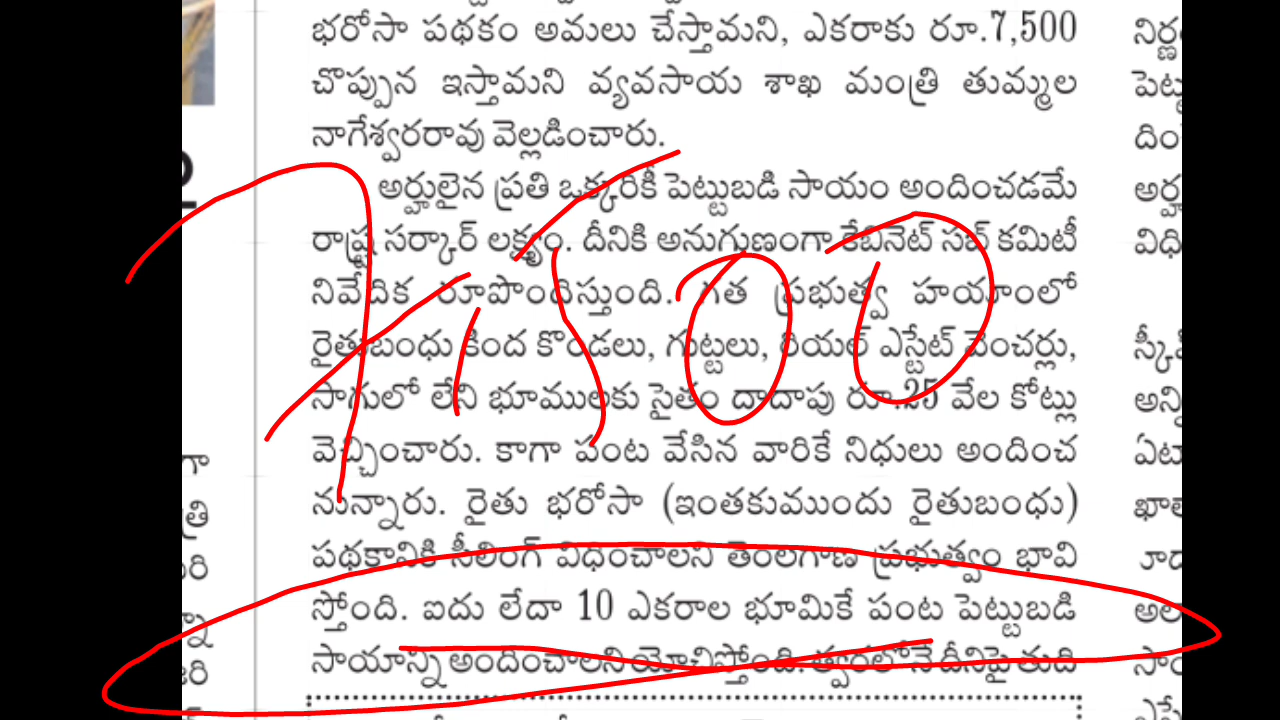 భరోసా పథకం అమలు చేస్తామని, ఎకరాకు రూ.7,500
చొప్పున ఇస్తామని వ్యవసాయ శాఖ మంత్రి తుమ్మల
నాగేశ్వరరావు వెల్లడించారు.
అర్హులైన ప్రతి ఒక్కరికీ పెట్టుబడి సాయం అందించడమే
రాష్ట్ర సర్కార్ లక్ష్యం. దీనికి అనుగుణంగా కేబినెట్ సబ్ కమిటీ
నివేదిక రూపొందిస్తుంది. గత ప్రభుత్వ హయాంలో
రైతుబంధు కింద కొండలు, గుట్టలు, రియల్ ఎస్టేట్ వెంచర్లు,
సాగులో లేని భూములకు సైతం దాదాపు రూ.25 వేల కోట్లు
వెచ్చించారు. కాగా పంట వేసిన వారికే నిధులు అందించ
నున్నారు. రైతు భరోసా (ఇంతకుముందు రైతుబంధు)
పథకానికి సీలింగ్ విధించాలని తెలంగాణ ప్రభుత్వం భావి
స్తోంది. ఐదు లేదా 10 ఎకరాల భూమికే పంట పెట్టుబడి
సాయాన్ని అందించాలని యోచిస్తోంది. త్వరలోనే దీనిపై తుది
7500